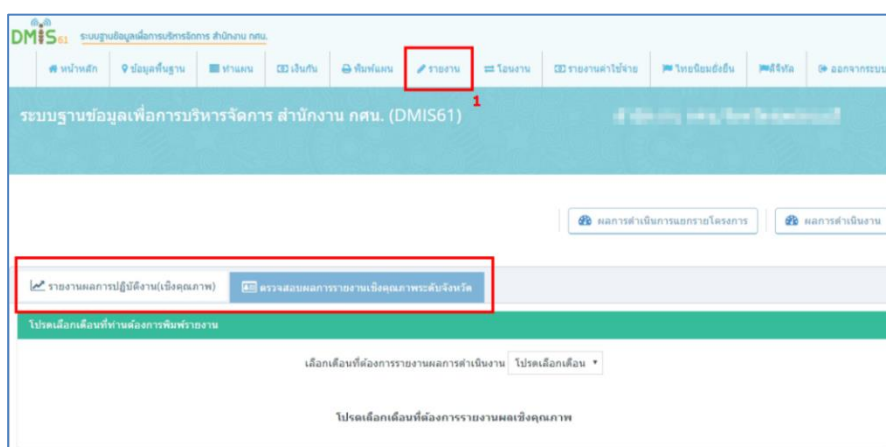 DMIS61 ระบบฐานข้อมูลเพื่อการบริหารจัดการ สำนักงาน กศน.
หน้าหลัก ข้อมูลพื้นฐาน ทำแผน เงินกัน พิมพ์แผน รายงาน โอนงาน รายงานค่าใช้จ่าย ไทยนิยมยั่งยืน ดิจิทัล ออกจากระบบ
1
ระบบฐานข้อมูลเพื่อการบริหารจัดการ สำนักงาน กศน. (DMIS61)
ผลการดำเนินการแยกรายโครงการ ผลการดำเนินงาน
รายงานผลการปฏิบัติงาน(เชิงคุณภาพ) ตรวจสอบผลการรายงานเชิงคุณภาพระดับจังหวัด
โปรดเลือกเดือนที่ท่านต้องการพิมพ์รายงาน
เลือกเดือนที่ต้องการรายงานผลการดำเนินงาน โปรดเลือกเดือน
โปรดเลือกเดือนที่ต้องการรายงานผลเชิงคุณภาพ